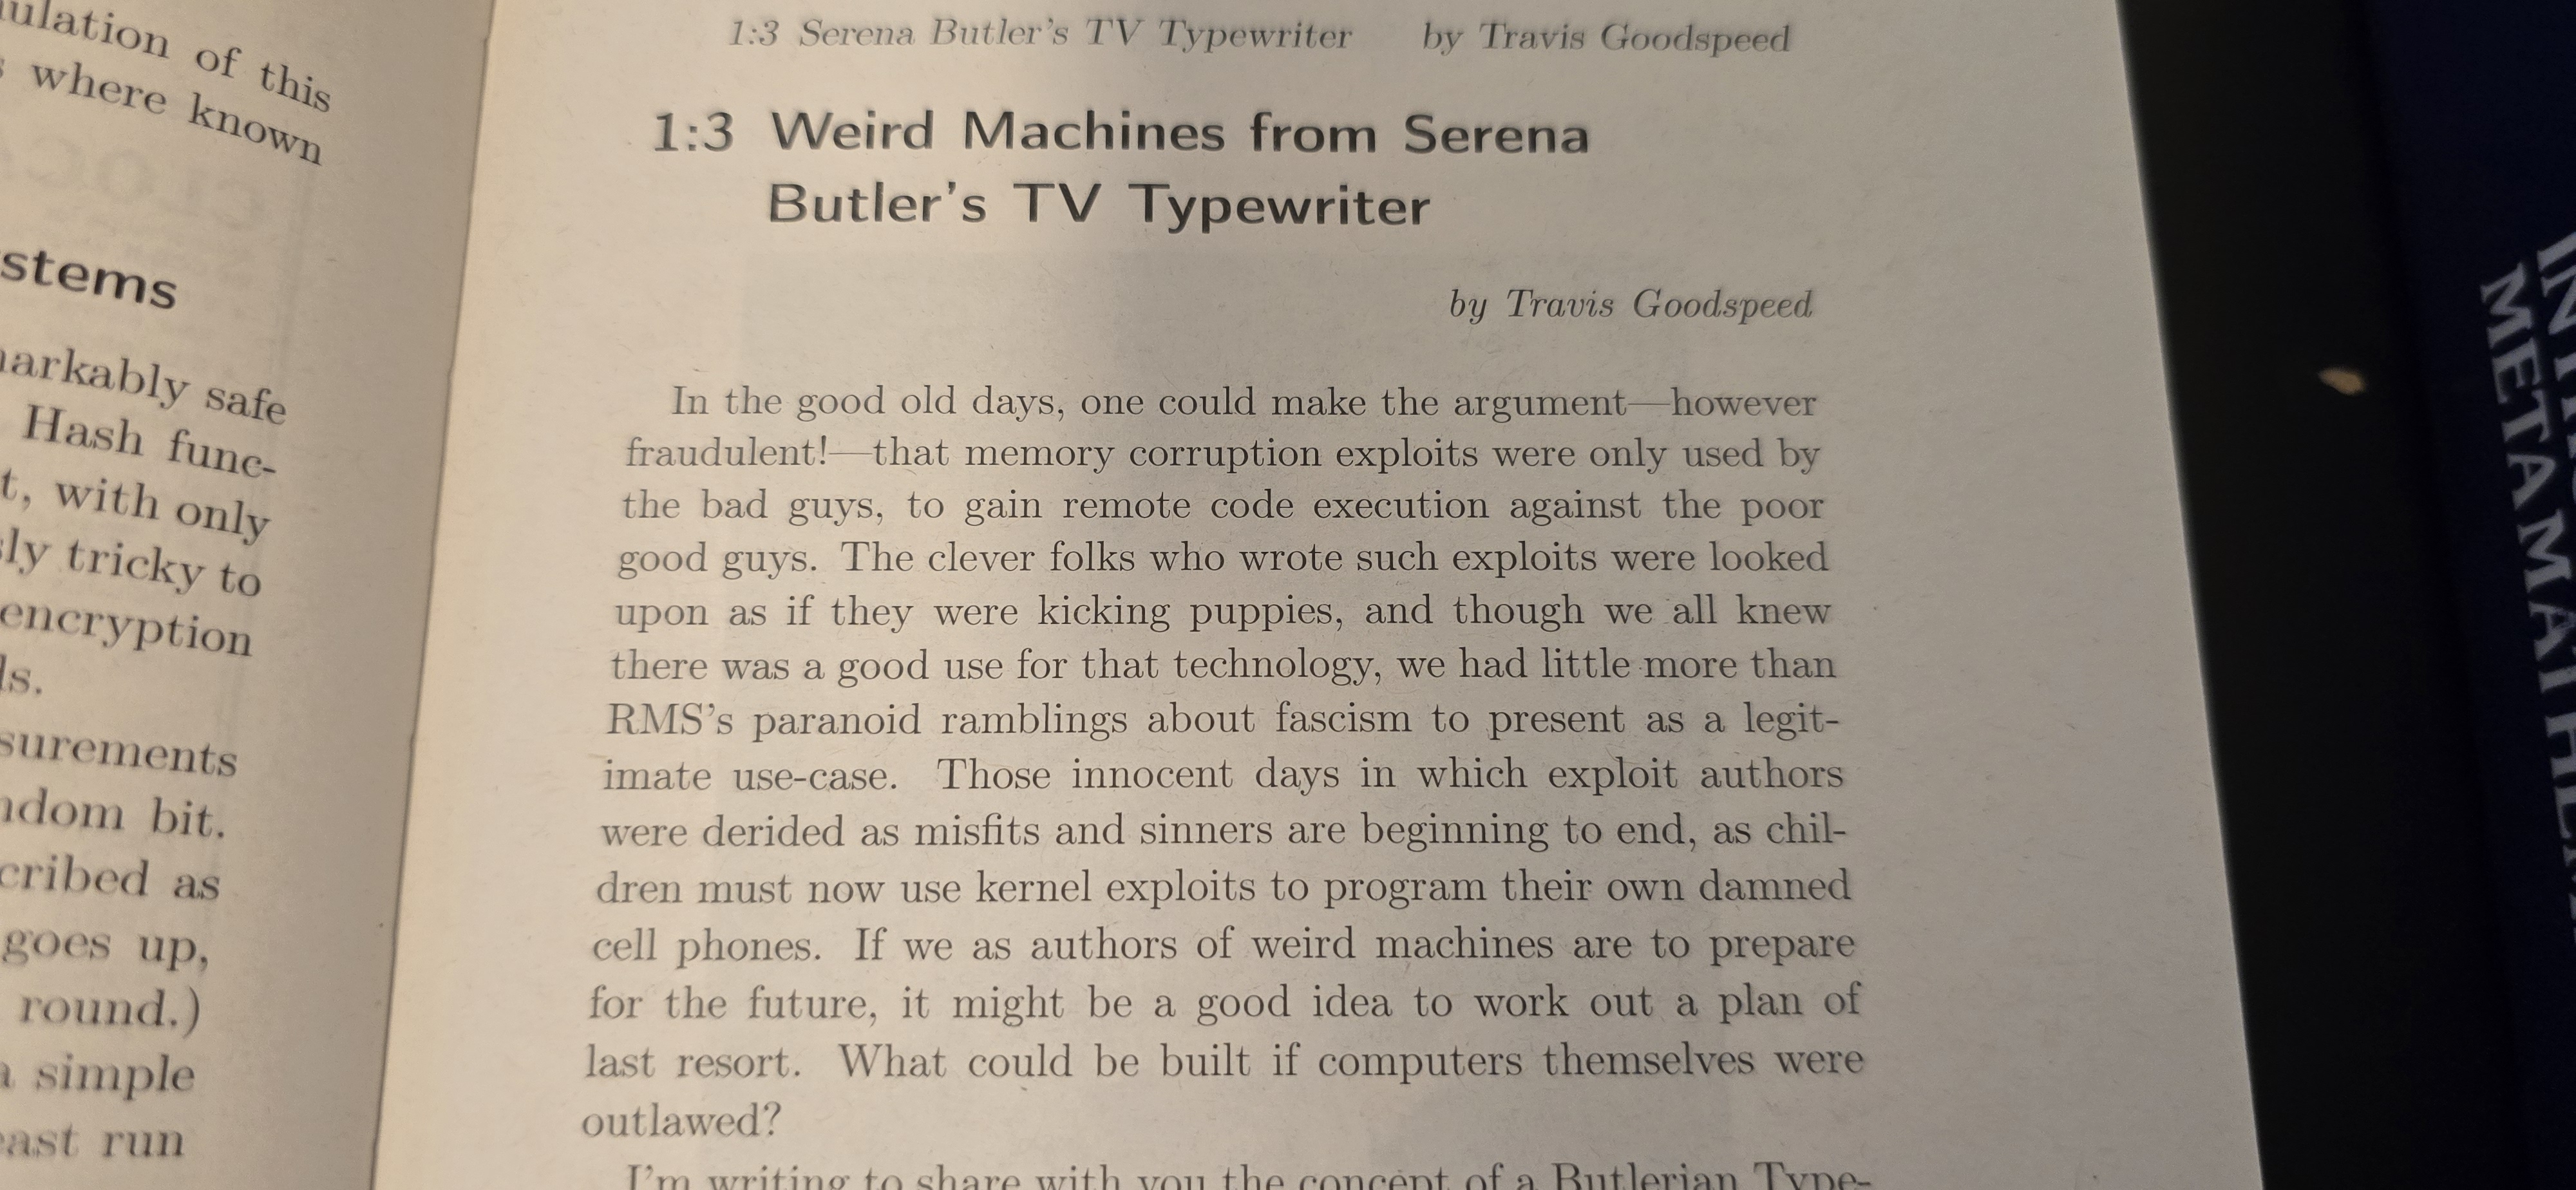 ulation of this
where known
stems
arkably safe
Hash func-
t, with only
ly tricky to
encryption
ls.
surements
ndom bit.
cribed as
goes up,
round.)
simple
east run
1:3 Serena Butler's TV Typewriter by Travis Goodspeed
1:3 Weird Machines from Serena
Butler's TV Typewriter
by Travis Goodspeed
In the good old days, one could make the argument—however
fraudulent!—that memory corruption exploits were only used by
the bad guys, to gain remote code execution against the poor
good guys. The clever folks who wrote such exploits were looked
upon as if they were kicking puppies, and though we all knew
there was a good use for that technology, we had little more than
RMS's paranoid ramblings about fascism to present as a legit-
imate use-case. Those innocent days in which exploit authors
were derided as misfits and sinners are beginning to end, as chil-
dren must now use kernel exploits to program their own damned
cell phones. If we as authors of weird machines are to prepare
for the future, it might be a good idea to work out a plan of
last resort. What could be built if computers themselves were
outlawed?
I'm writing to share with you the concept of a Butlerian Type-
METAMATHE